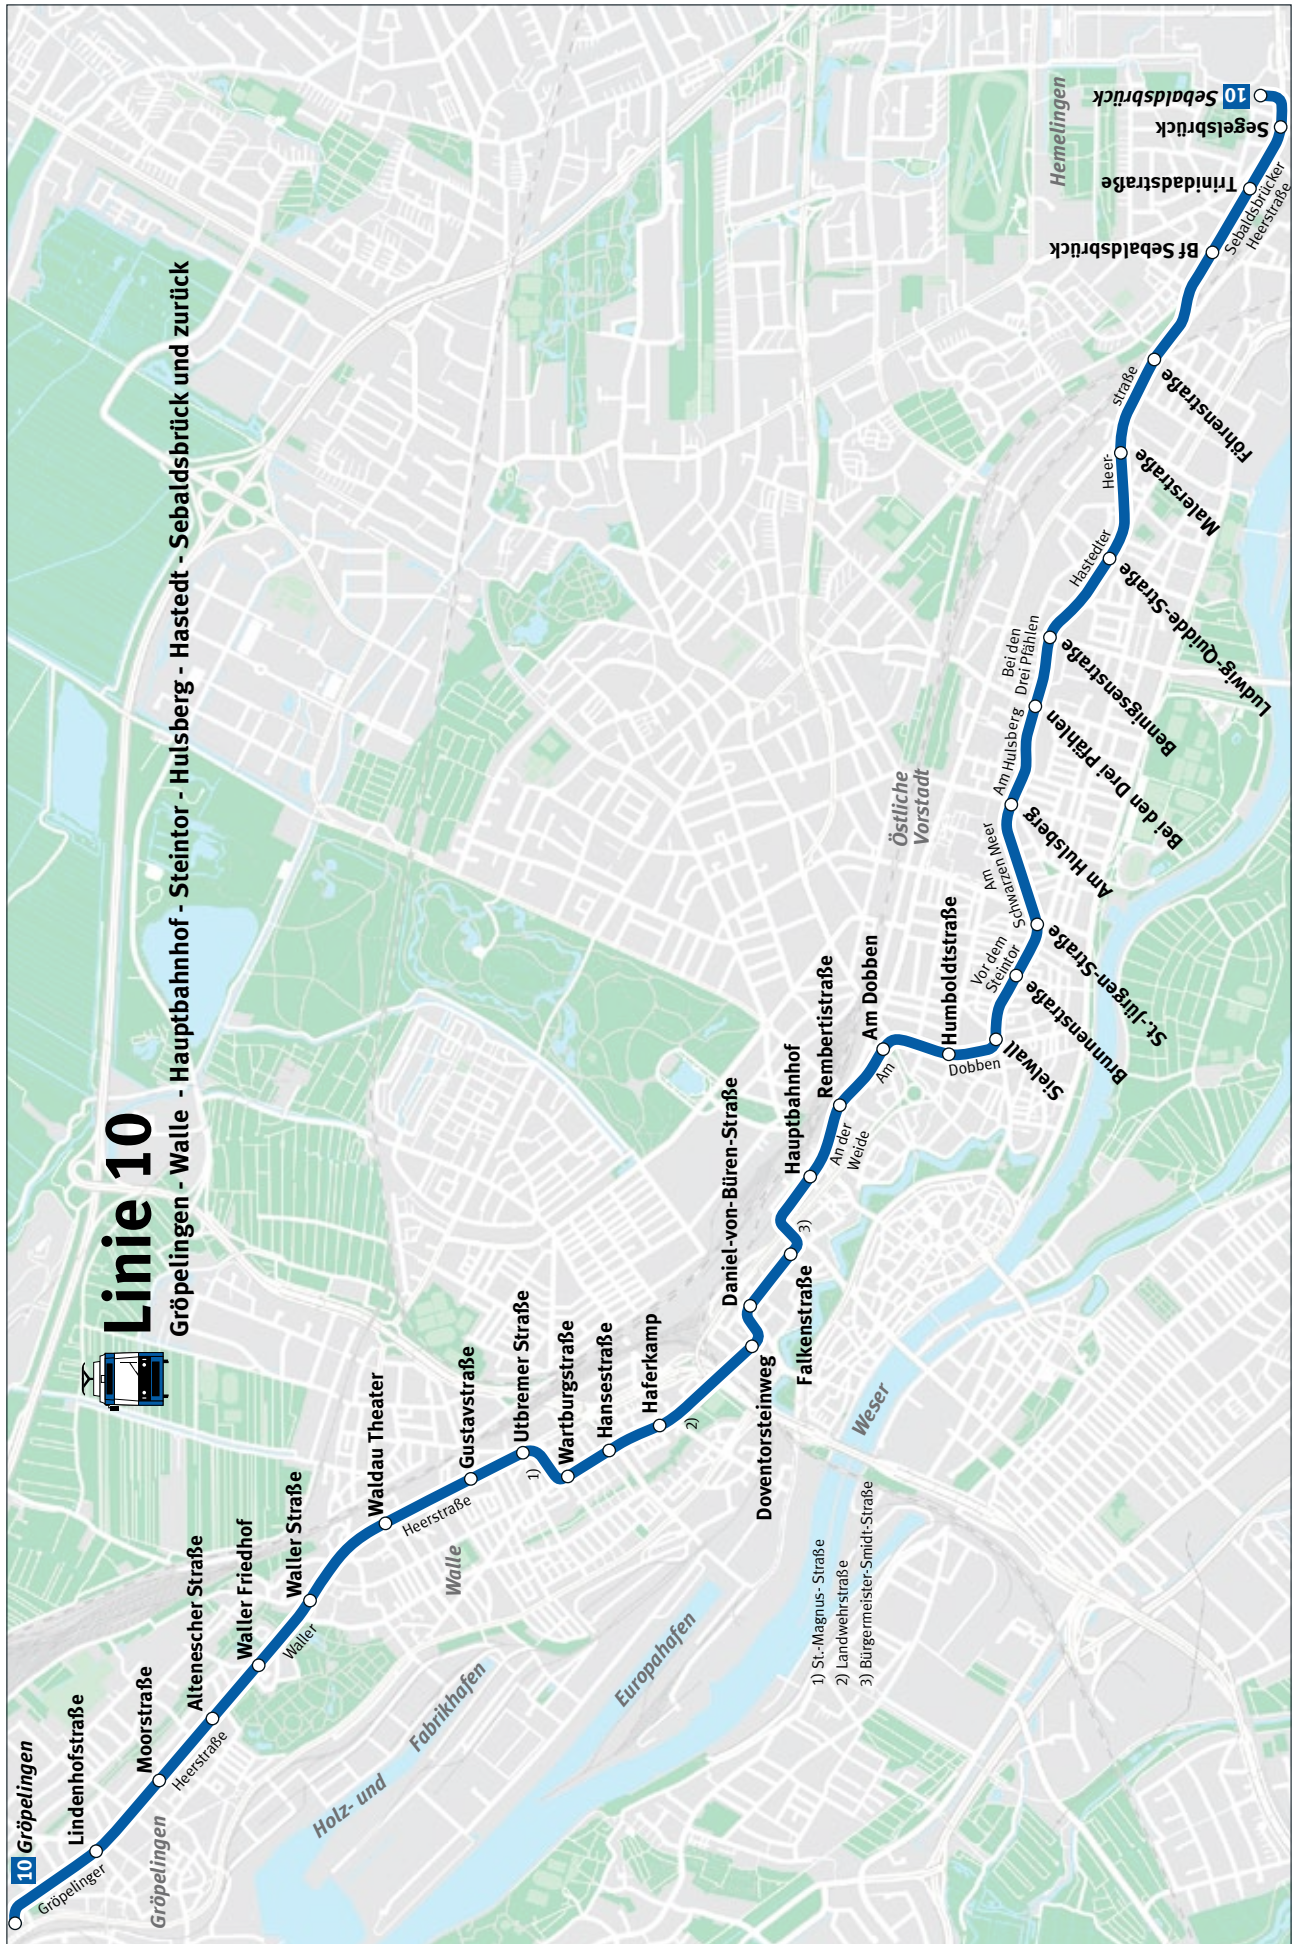 Linie 10
Gröpelingen - Walle - Hauptbahnhof - Steintor - Hulsberg - Hastedt - Sebaldsbrück und zurück
10 Gröpelingen
Lindenhofstraße
Moorstraße
Altenescher Straße
Waller Friedhof
Waller Straße
Waldau Theater
Gustavstraße
Utbremer Straße
Wartburgstraße
Hansestraße
Haferkamp
Doventorsteinweg
Daniel-von-Büren-Straße
Falkenstraße
Hauptbahnhof
Rembertistraße
Am Dobben
Humboldtstraße
Sielwall
Brunnenstraße
St.-Jürgen-Straße
Am Hulsberg
Bei den Drei Pfählen
Bennigsenstraße
Ludwig-Quidde-Straße
Malerstraße
Föhrenstraße
Bf Sebaldsbrück
Trinidadstraße
Segelsbrück
10 Sebaldsbrück
Gröpelinger
Heerstraße
Waller
Heerstraße
1)
2)
3)
An der
Weide
Am
Dobben
Vor dem
Steintor
Am
Schwarzen Meer
Am Hulsberg
Bei den
Drei Pfählen
Hastedter
Heer-
straße
Sebaldsbrücker
Heerstraße
Gröpelingen
Walle
Holz- und
Fabrikhafen
Europahafen
Weser
Östliche
Vorstadt
Hemelingen
1) St.-Magnus- Straße
2) Landwehrstraße
3) Bürgermeister-Smidt-Straße